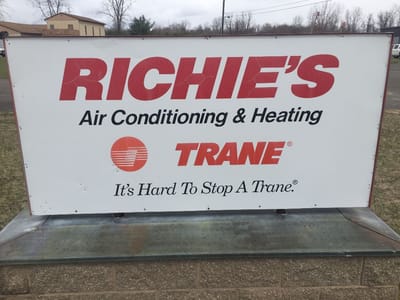 RICHIE'S
Air Conditioning & Heating
TRANE®
It's Hard To Stop A Trane.®